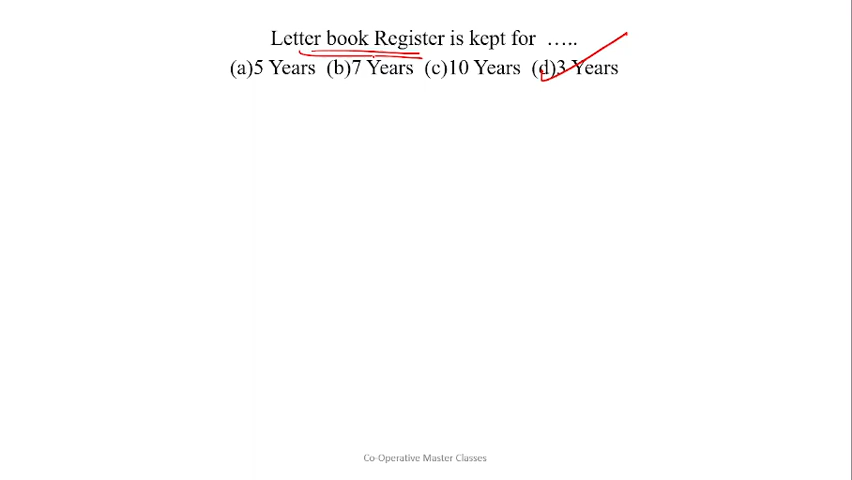 Letter book Register is kept for .....
(a)5 Years (b)7 Years (c)10 Years (d)3 Years
Co-Operative Master Classes